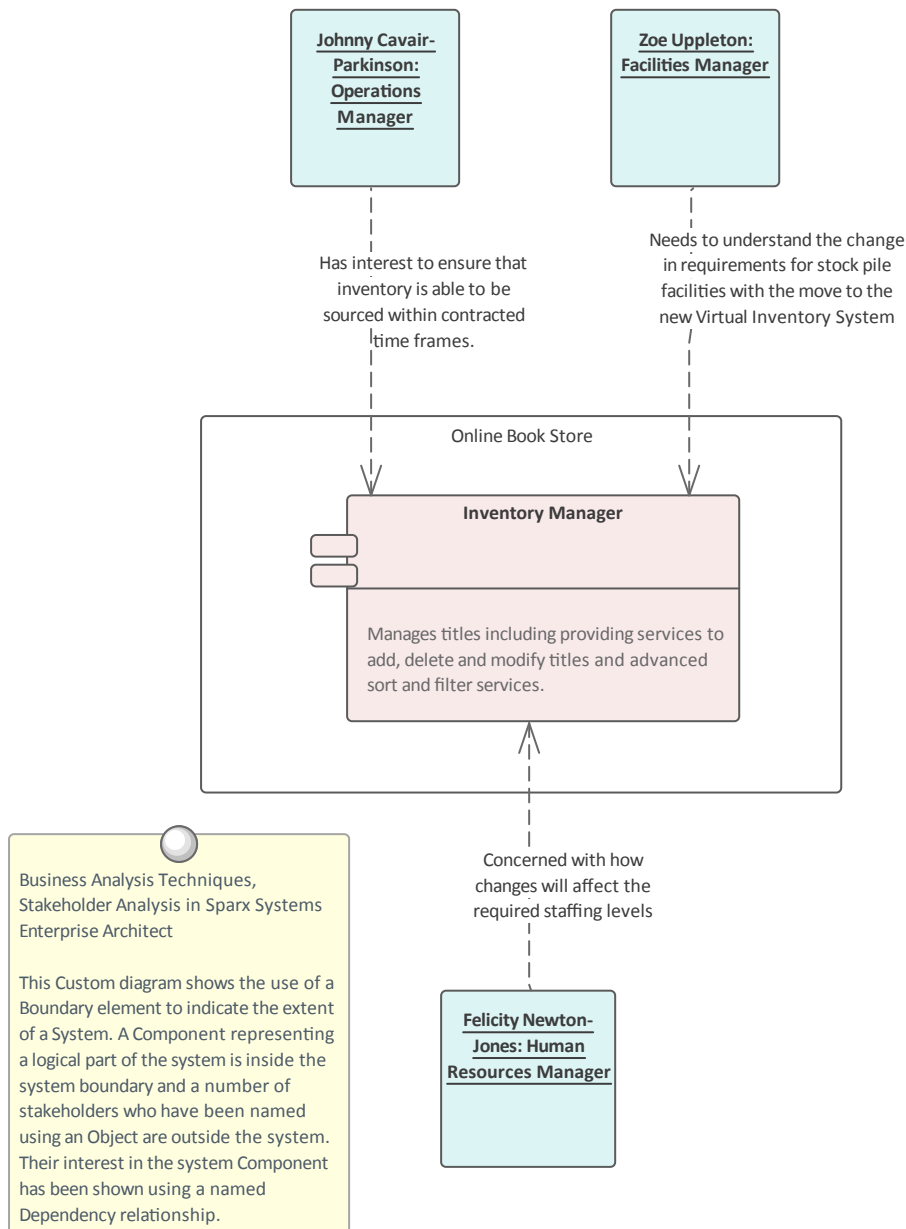 Johnny Cavair-
Parkinson:
Operations
Manager
Zoe Uppleton:
Facilities Manager
Has interest to ensure that
inventory is able to be
sourced within contracted
time frames.
Needs to understand the change
in requirements for stock pile
facilities with the move to the
new Virtual Inventory System
Online Book Store
Inventory Manager
Manages titles including providing services to
add, delete and modify titles and advanced
sort and filter services.
Concerned with how
changes will affect the
required staffing levels
Felicity Newton-
Jones: Human
Resources Manager
Business Analysis Techniques,
Stakeholder Analysis in Sparx Systems
Enterprise Architect
This Custom diagram shows the use of a
Boundary element to indicate the extent
of a System. A Component representing
a logical part of the system is inside the
system boundary and a number of
stakeholders who have been named
using an Object are outside the system.
Their interest in the system Component
has been shown using a named
Dependency relationship.